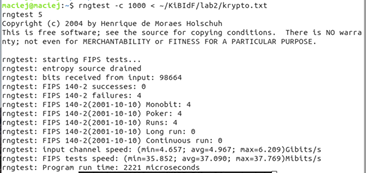 maciej@maciej:~$ rngtest -c 1000 < ~/KiBIdF/lab2/krypto.txt
rngtest 5
Copyright (c) 2004 by Henrique de Moraes Holschuh
This is free software; see the source for copying conditions.  There is NO warra
nty; not even for MERCHANTABILITY or FITNESS FOR A PARTICULAR PURPOSE.

rngtest: starting FIPS tests...
rngtest: entropy source drained
rngtest: bits received from input: 98664
rngtest: FIPS 140-2 successes: 0
rngtest: FIPS 140-2 failures: 4
rngtest: FIPS 140-2(2001-10-10) Monobit: 4
rngtest: FIPS 140-2(2001-10-10) Poker: 4
rngtest: FIPS 140-2(2001-10-10) Runs: 4
rngtest: FIPS 140-2(2001-10-10) Long run: 0
rngtest: FIPS 140-2(2001-10-10) Continuous run: 0
rngtest: input channel speed: (min=4.657; avg=4.967; max=6.209)Gibits/s
rngtest: FIPS tests speed: (min=35.852; avg=37.090; max=37.769)Mibits/s
rngtest: Program run time: 2221 microseconds